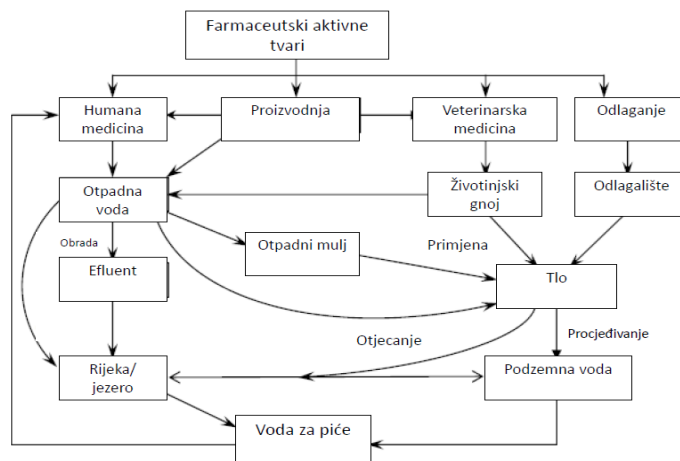 Farmaceutski aktivne
tvari
Humana
medicina
Proizvodnja
Veterinarska
medicina
Odlaganje
Otpadna
voda
Životinjski
gnoj
Odlagalište
Obrada
Otpadni mulj
Primjena
Efluent
Tlo
Otjecanje
Procjeđivanje
Rijeka/
jezero
Podzemna voda
Voda za piće